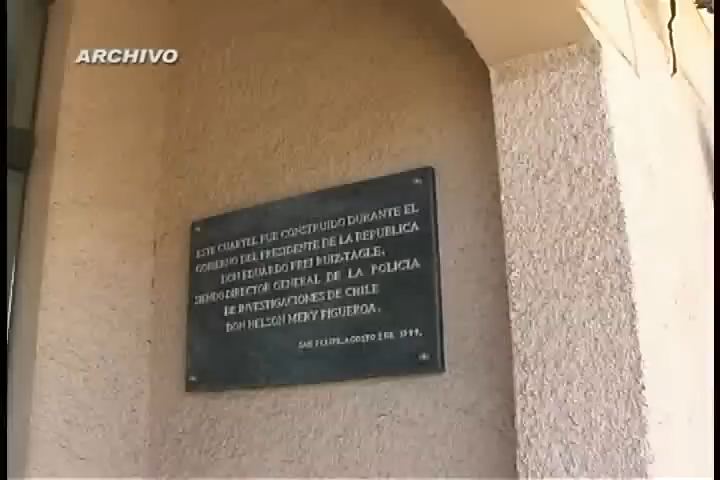 ARCHIVO
ESTE CUARTEL FUE CONSTRUIDO DURANTE EL
GOBIERNO DEL PRESIDENTE DE LA REPUBLICA
DON EDUARDO FREI RUIZ-TAGLE,
SIENDO DIRECTOR GENERAL DE LA POLICIA
DE INVESTIGACIONES DE CHILE
DON NELSON MERY FIGUEROA.
SAN FELIPE, AGOSTO DE 1999.